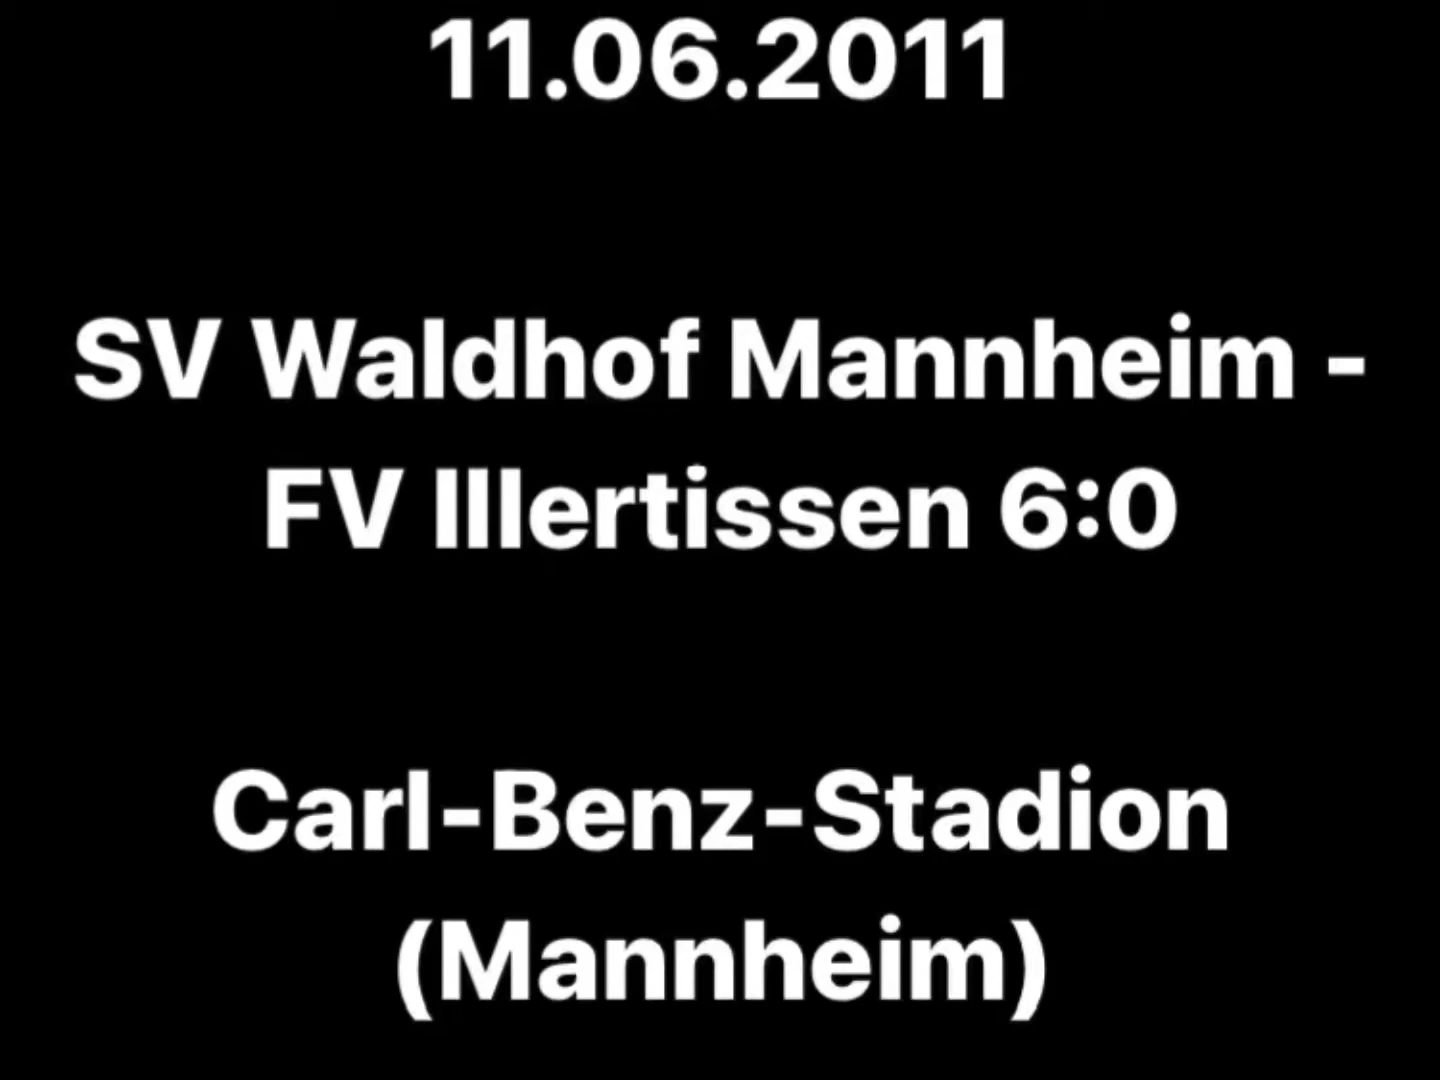 11.06.2011
SV Waldhof Mannheim -
FV Illertissen 6:0
Carl-Benz-Stadion
(Mannheim)